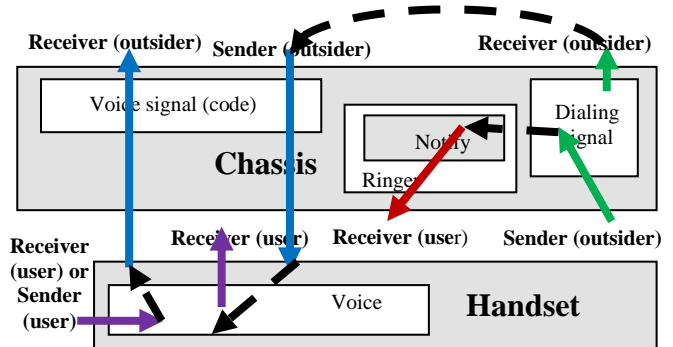 Receiver (outsider)
Sender (outsider)
Receiver (outsider)
Voice signal (code)
Dialing
signal
Notify
Ringer
Chassis
Receiver (user)
Receiver (user)
Sender (outsider)
Receiver
(user) or
Sender
(user)
Voice
Handset